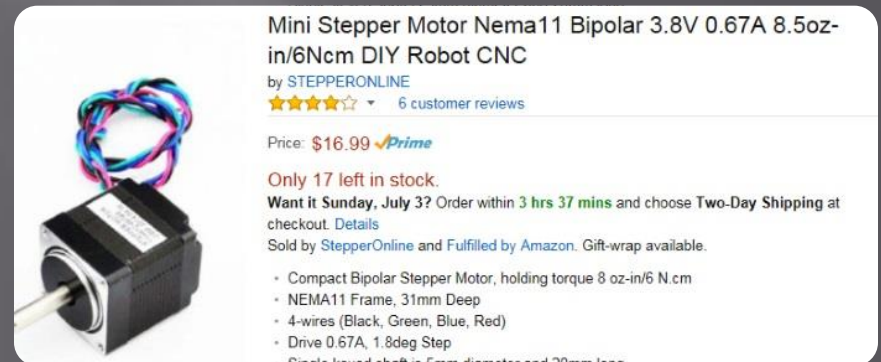 Mini Stepper Motor Nema11 Bipolar 3.8V 0.67A 8.5oz-
in/6Ncm DIY Robot CNC
by STEPPERONLINE
6 customer reviews
Price: $16.99 Prime
Only 17 left in stock.
Want it Sunday, July 3? Order within 3 hrs 37 mins and choose Two-Day Shipping at
checkout. Details
Sold by StepperOnline and Fulfilled by Amazon. Gift-wrap available.
• Compact Bipolar Stepper Motor, holding torque 8 oz-in/6 N.cm
• NEMA11 Frame, 31mm Deep
• 4-wires (Black, Green, Blue, Red)
• Drive 0.67A, 1.8deg Step